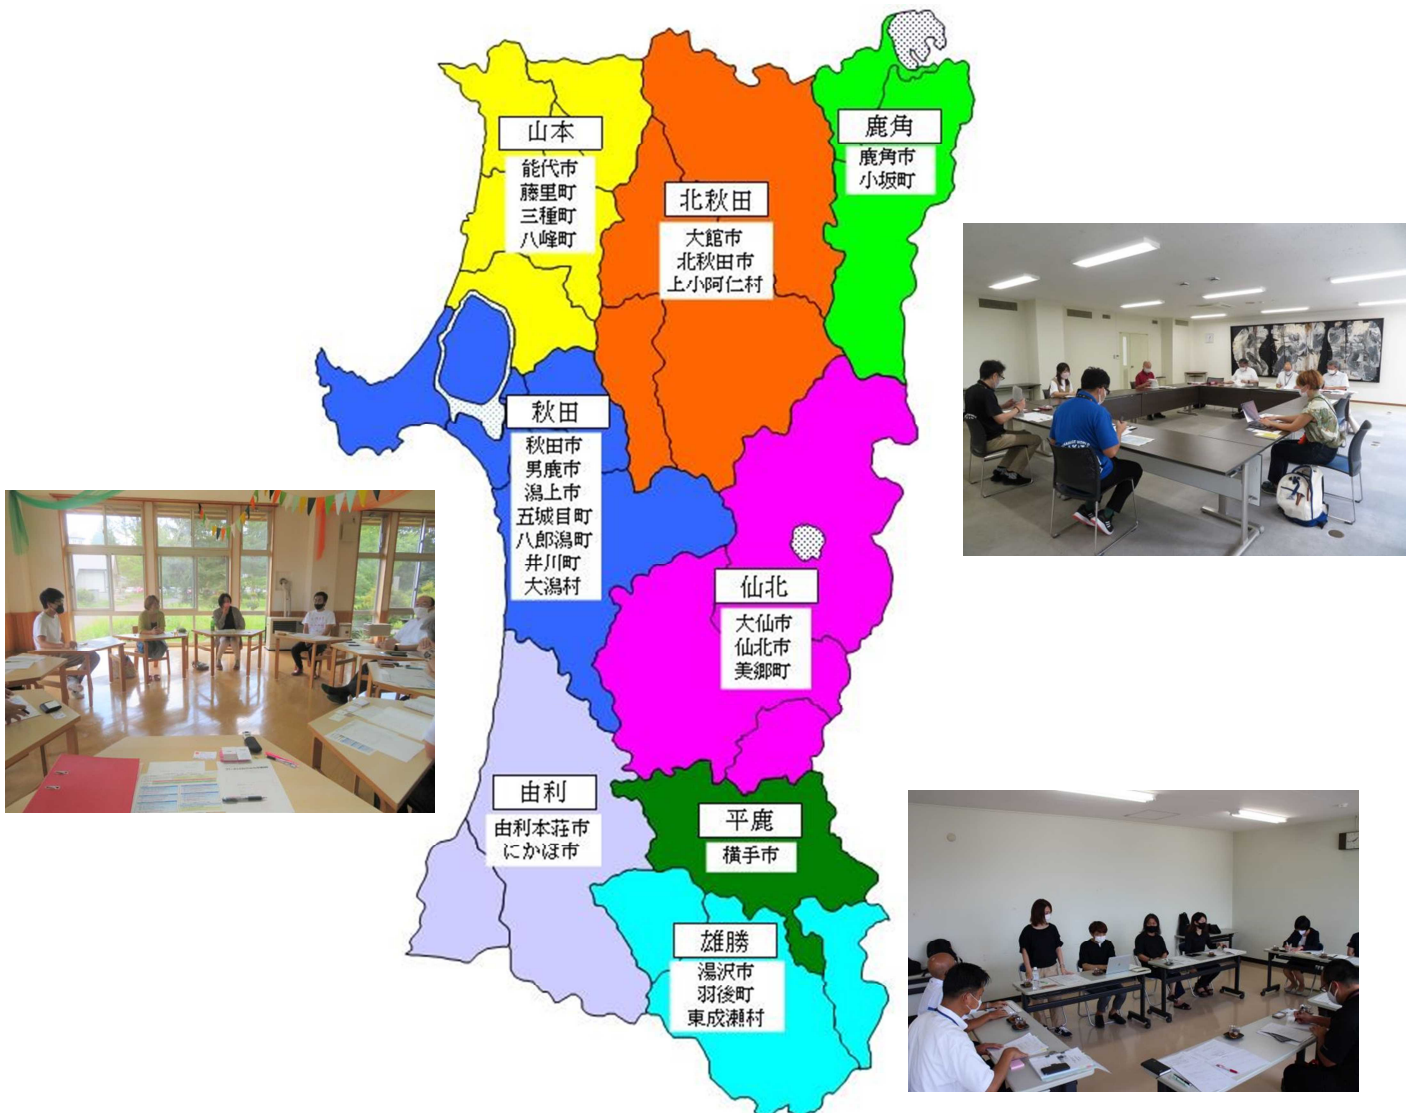 山本
能代市
藤里町
三種町
八峰町
北秋田
大館市
北秋田市
上小阿仁村
鹿角
鹿角市
小坂町
秋田
秋田市
男鹿市
潟上市
五城目町
八郎潟町
井川町
大潟村
仙北
大仙市
仙北市
美郷町
由利
由利本荘市
にかほ市
平鹿
横手市
雄勝
湯沢市
羽後町
東成瀬村